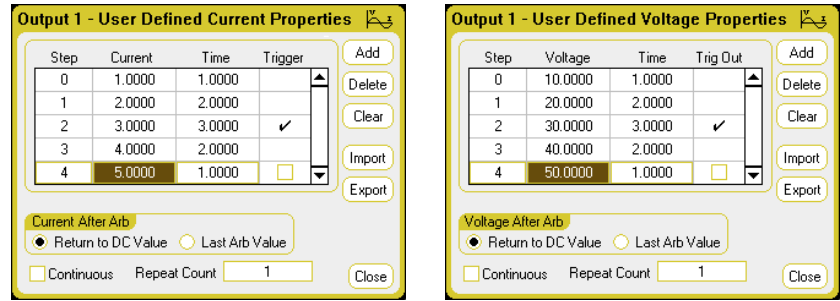 Output 1 - User Defined Current Properties
Step Current Time Trigger
0 1.0000 1.0000
1 2.0000 2.0000
2 3.0000 3.0000 ✔
3 4.0000 2.0000
4 5.0000 1.0000
Add
Delete
Clear
Import
Export
Current After Arb
Return to DC Value Last Arb Value
Continuous Repeat Count 1
Close
Output 1 - User Defined Voltage Properties
Step Voltage Time Trig Out
0 10.0000 1.0000
1 20.0000 2.0000
2 30.0000 3.0000 ✔
3 40.0000 2.0000
4 50.0000 1.0000
Add
Delete
Clear
Import
Export
Voltage After Arb
Return to DC Value Last Arb Value
Continuous Repeat Count 1
Close